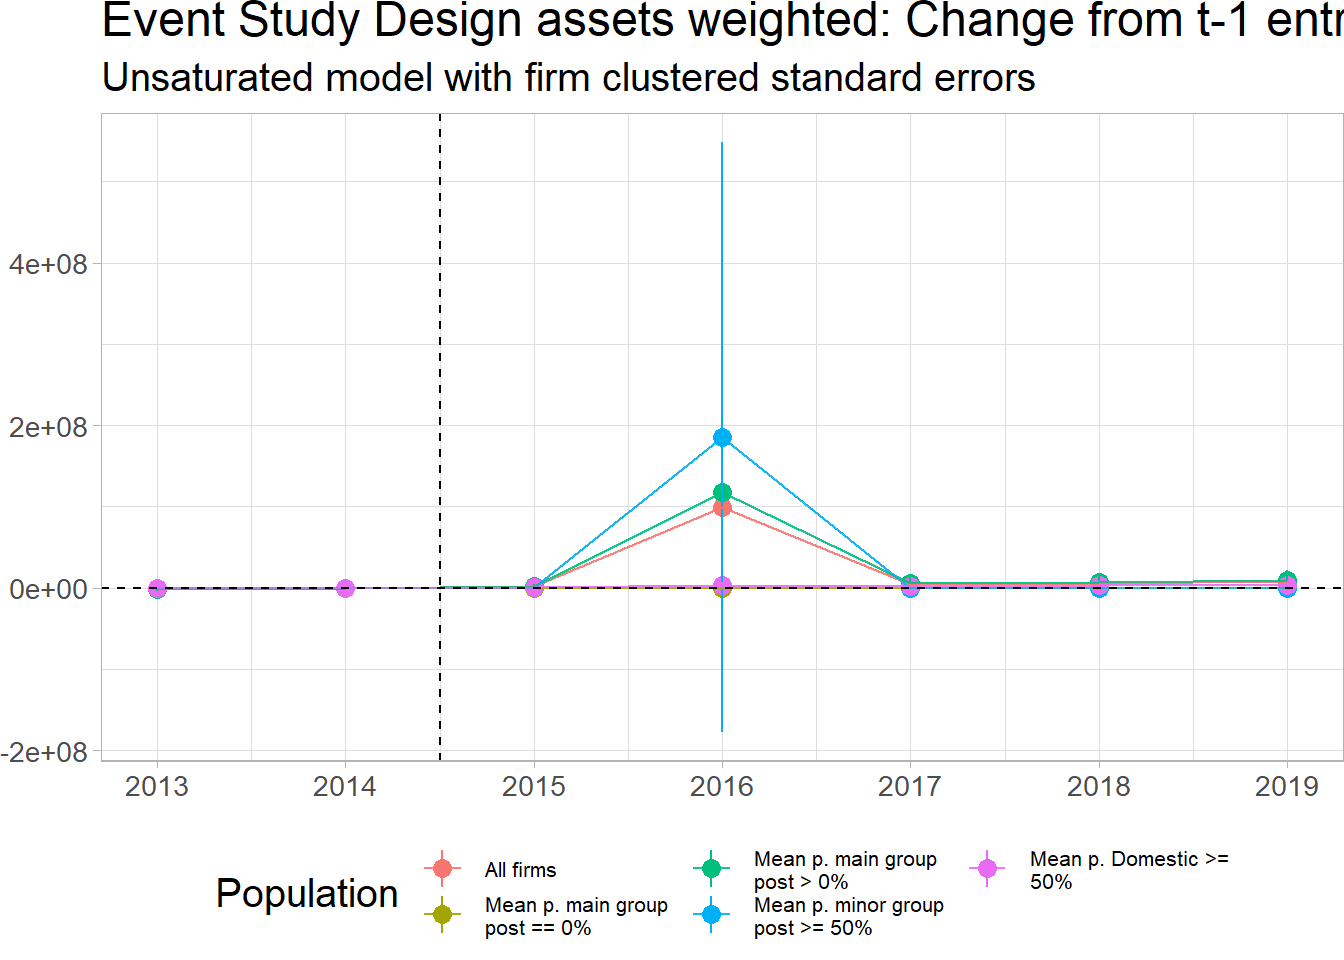 Event Study Design assets weighted: Change from t-1 entr
Unsaturated model with firm clustered standard errors
4e+08
2e+08
0e+00
-2e+08
2013 2014 2015 2016 2017 2018 2019
Population
All firms
Mean p. main group
post == 0%
Mean p. main group
post > 0%
Mean p. minor group
post >= 50%
Mean p. Domestic >=
50%